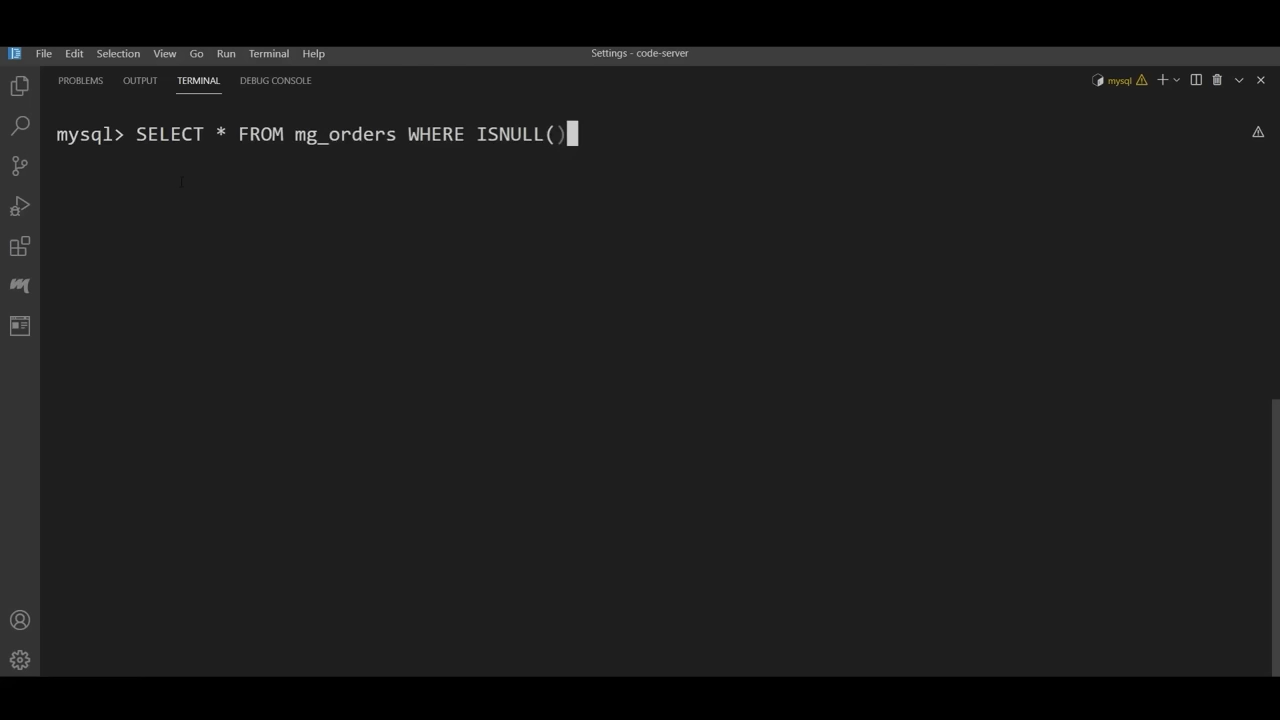 File Edit Selection View Go Run Terminal Help
Settings - code-server
PROBLEMS OUTPUT TERMINAL DEBUG CONSOLE
mysql
mysql> SELECT * FROM mg_orders WHERE ISNULL()